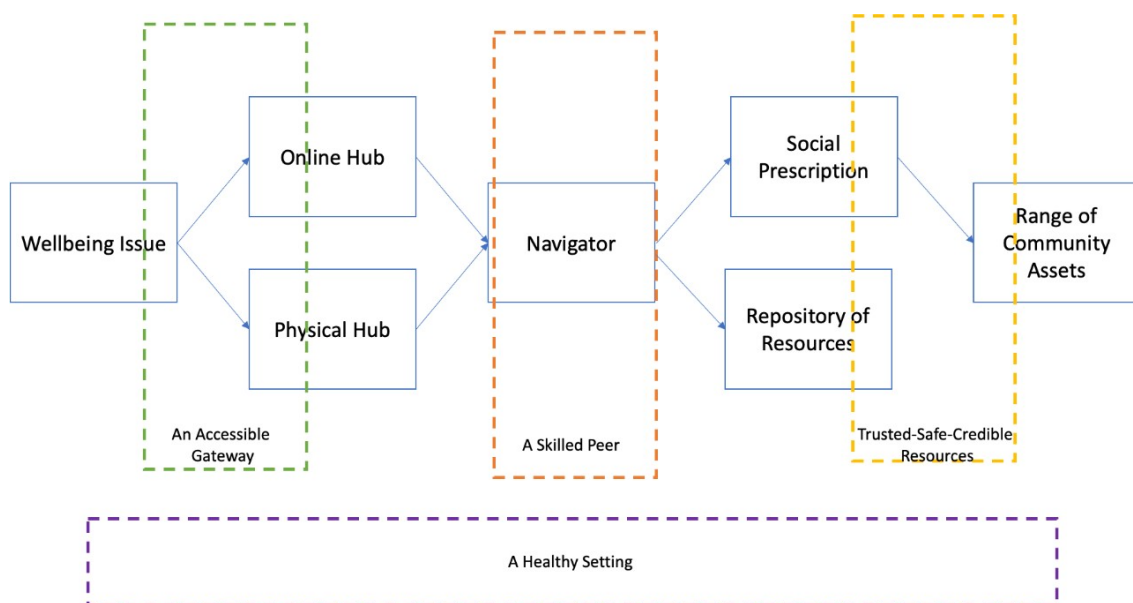 Wellbeing Issue
Online Hub
Physical Hub
An Accessible
Gateway
Navigator
A Skilled Peer
Social
Prescription
Repository of
Resources
Trusted-Safe-Credible
Resources
Range of
Community
Assets
A Healthy Setting